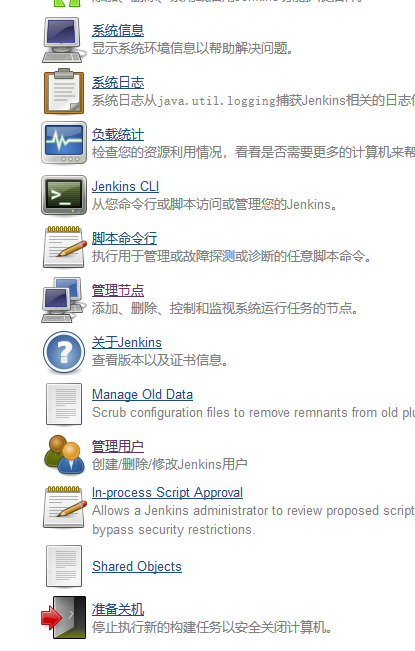 系统信息
显示系统环境信息以帮助解决问题。
系统日志
系统日志从java.util.logging捕获Jenkins相关的日志
负载统计
检查您的资源利用情况，看看是否需要更多的计算机来帮
Jenkins CLI
从您命令行或脚本访问或管理您的Jenkins。
脚本命令行
执行用于管理或故障探测或诊断的任意脚本命令。
管理节点
添加、删除、控制和监视系统运行任务的节点。
关于Jenkins
查看版本以及证书信息。
Manage Old Data
Scrub configuration files to remove remnants from old plu
管理用户
创建/删除/修改Jenkins用户
In-process Script Approval
Allows a Jenkins administrator to review proposed script
bypass security restrictions.
Shared Objects
准备关机
停止执行新的构建任务以安全关闭计算机。